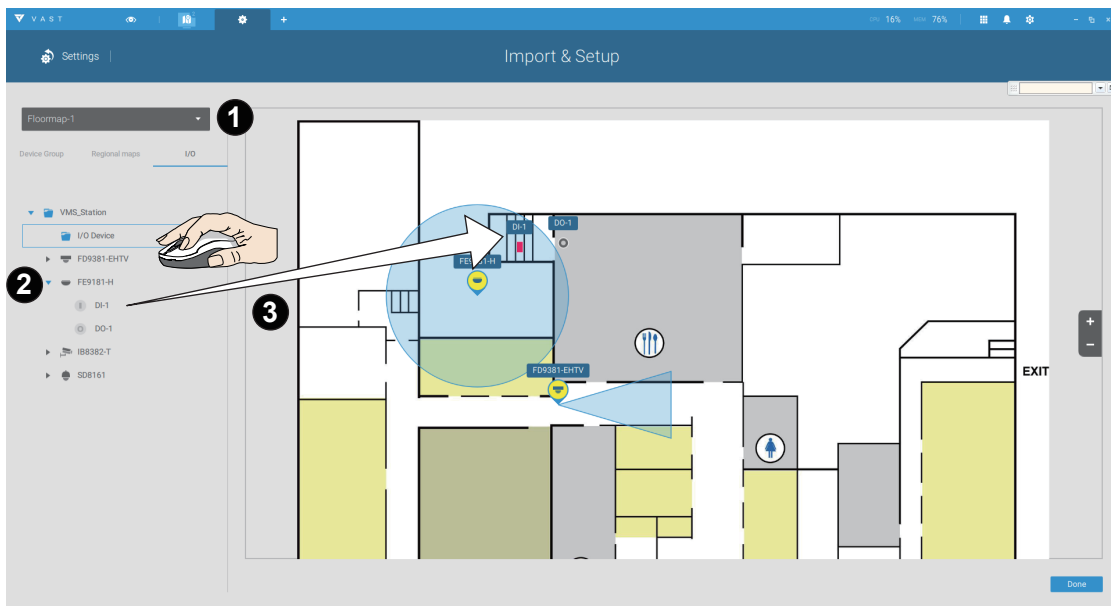 VAST
CPU 16% MEM 76%
Settings
Import & Setup
Floormap-1
1
Device Group Regional maps I/O
VMS_Station
I/O Device
FD9381-EHTV
2
FE9181-H
3
DI-1
DO-1
IB8382-T
SD8161
DI-1
DO-1
FD9381-EHTV
EXIT
+
−
Done